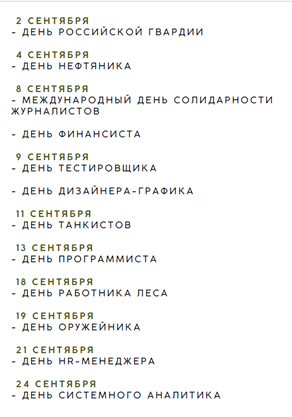 2 СЕНТЯБРЯ
- ДЕНЬ РОССИЙСКОЙ ГВАРДИИ
4 СЕНТЯБРЯ
- ДЕНЬ НЕФТЯНИКА
8 СЕНТЯБРЯ
- МЕЖДУНАРОДНЫЙ ДЕНЬ СОЛИДАРНОСТИ
ЖУРНАЛИСТОВ
- ДЕНЬ ФИНАНСИСТА
9 СЕНТЯБРЯ
- ДЕНЬ ТЕСТИРОВЩИКА
- ДЕНЬ ДИЗАЙНЕРА-ГРАФИКА
11 СЕНТЯБРЯ
- ДЕНЬ ТАНКИСТОВ
13 СЕНТЯБРЯ
- ДЕНЬ ПРОГРАММИСТА
18 СЕНТЯБРЯ
- ДЕНЬ РАБОТНИКА ЛЕСА
19 СЕНТЯБРЯ
- ДЕНЬ ОРУЖЕЙНИКА
21 СЕНТЯБРЯ
- ДЕНЬ HR-МЕНЕДЖЕРА
24 СЕНТЯБРЯ
- ДЕНЬ СИСТЕМНОГО АНАЛИТИКА